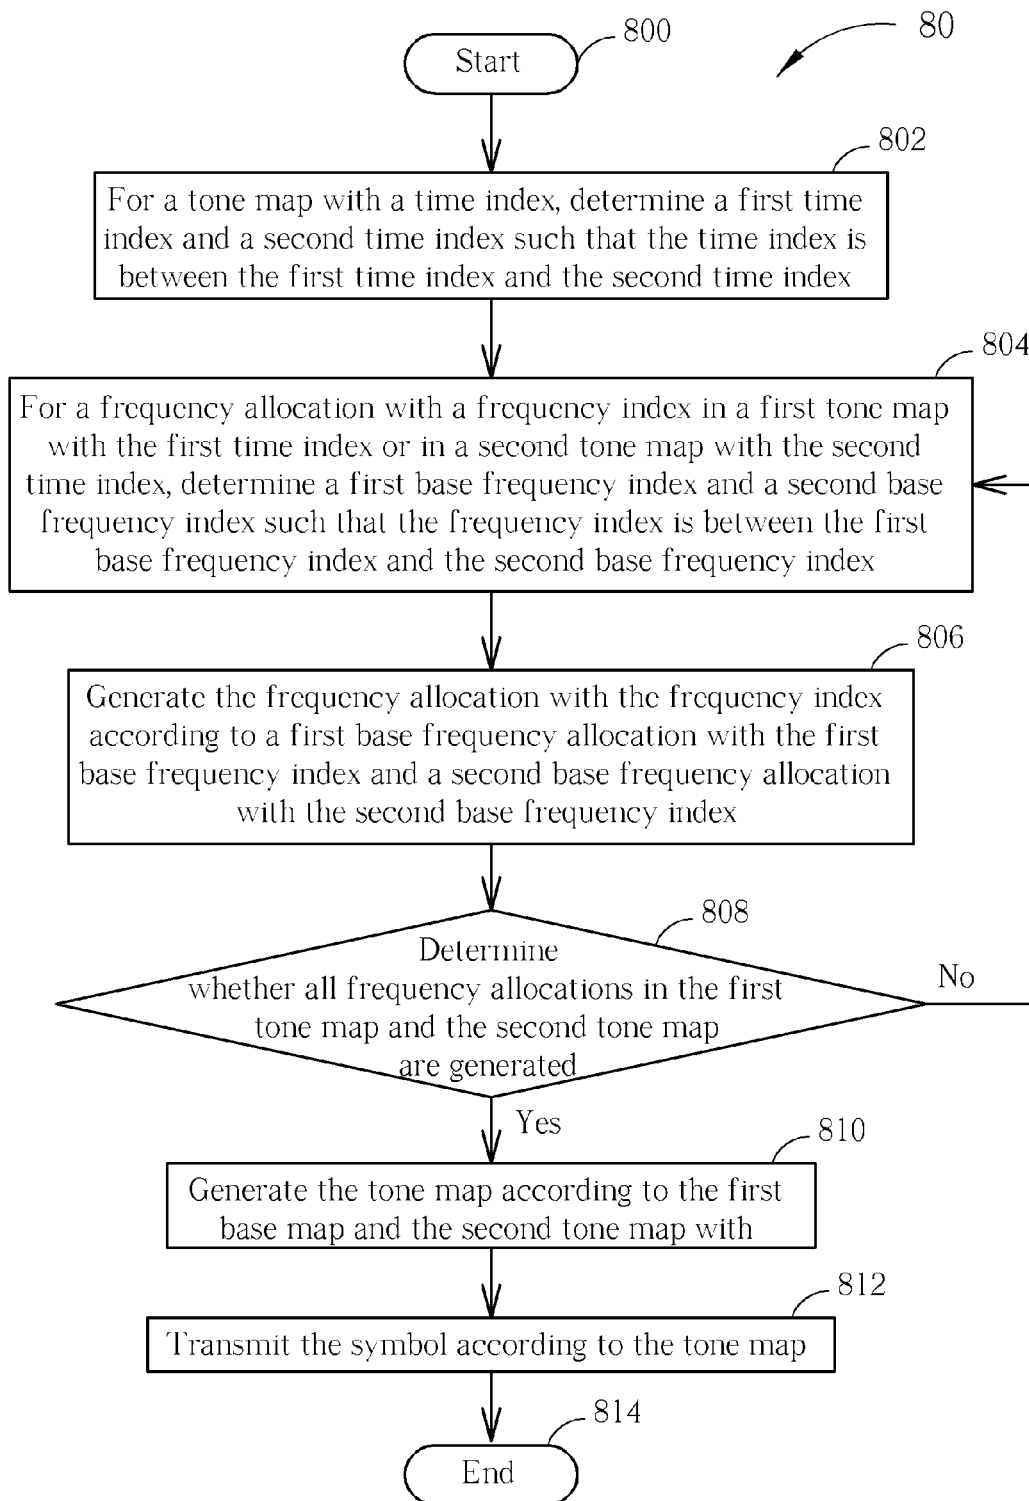 800
80
Start
802
For a tone map with a time index, determine a first time
index and a second time index such that the time index is
between the first time index and the second time index
804
For a frequency allocation with a frequency index in a first tone map
with the first time index or in a second tone map with the second
time index, determine a first base frequency index and a second base
frequency index such that the frequency index is between the first
base frequency index and the second base frequency index
806
Generate the frequency allocation with the frequency index
according to a first base frequency allocation with the first
base frequency index and a second base frequency allocation
with the second base frequency index
808
Determine
whether all frequency allocations in the first
tone map and the second tone map
are generated
No
Yes
810
Generate the tone map according to the first
base map and the second tone map with
812
Transmit the symbol according to the tone map
814
End